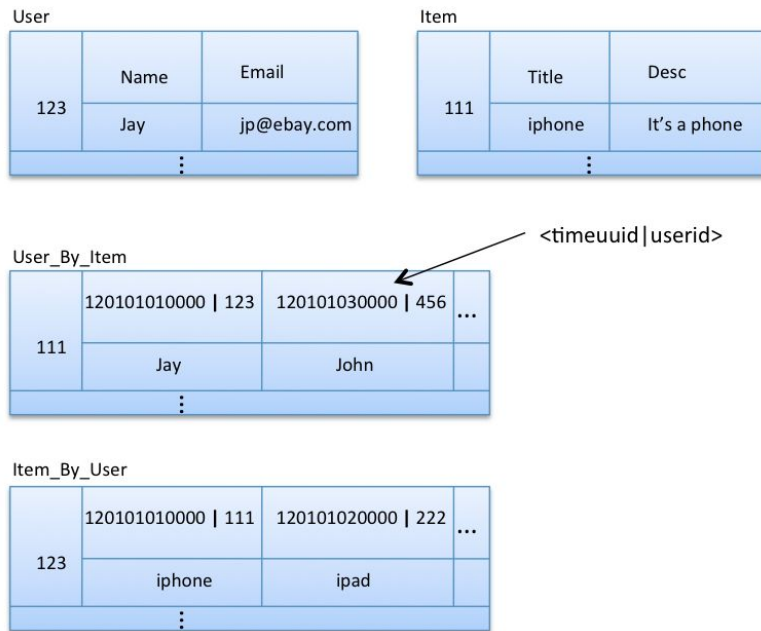 User
Item
Name Email
123
Jay jp@ebay.com
Title Desc
111
iphone It's a phone
<timeuuid|userid>
User_By_Item
120101010000 | 123 120101030000 | 456 ...
111
Jay John
Item_By_User
120101010000 | 111 120101020000 | 222 ...
123
iphone ipad